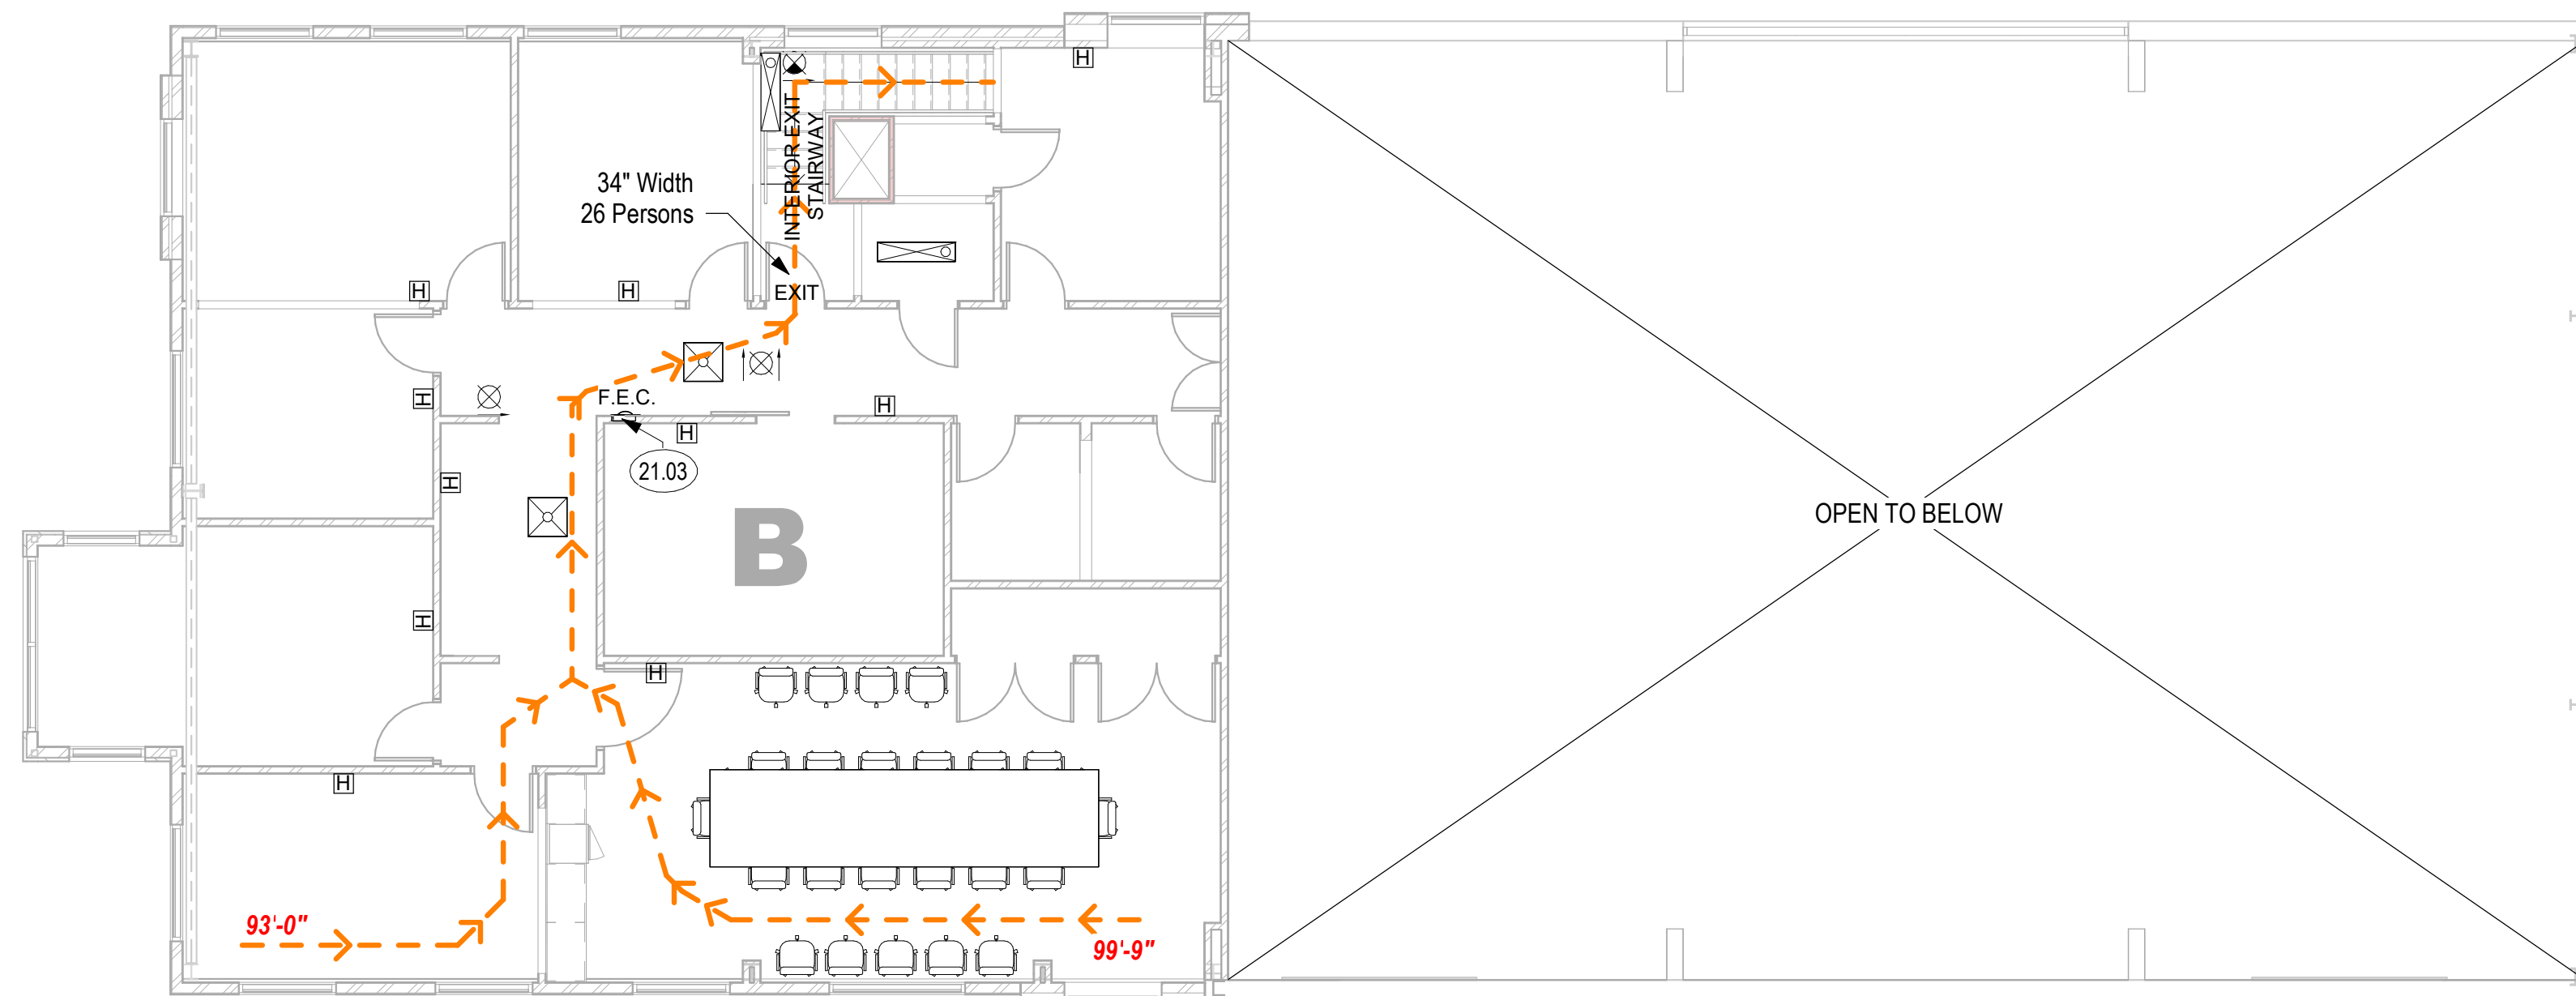 H
INTERIOR EXIT
STAIRWAY
34" Width
26 Persons
H
H
EXIT
H
F.E.C.
H
H
21.03
H
B
OPEN TO BELOW
H
H
H
93'-0"
99'-9"